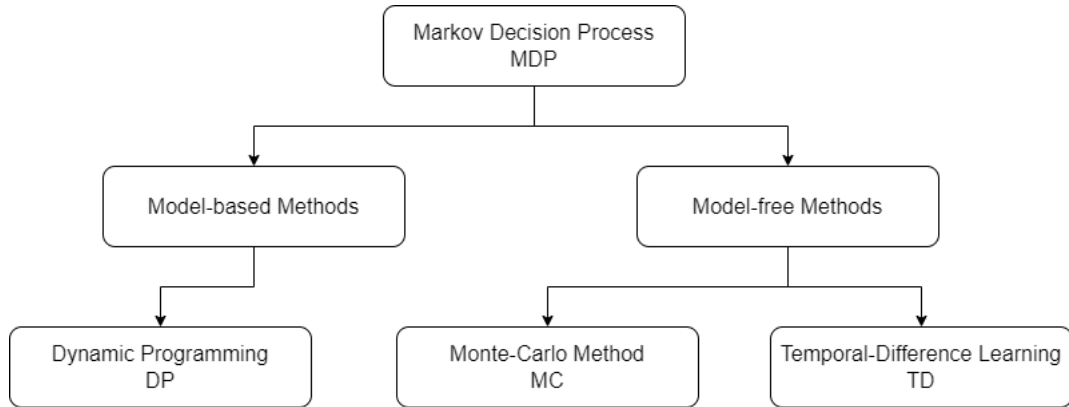 Markov Decision Process
MDP
Model-based Methods
Model-free Methods
Dynamic Programming
DP
Monte-Carlo Method
MC
Temporal-Difference Learning
TD